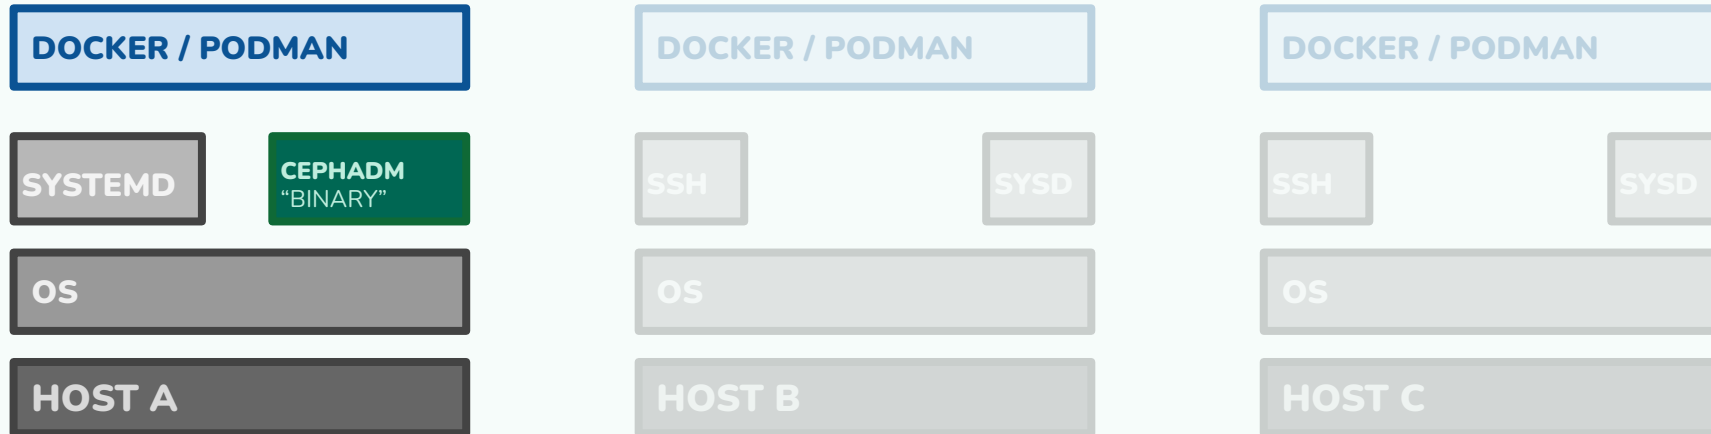 DOCKER / PODMAN
DOCKER / PODMAN
DOCKER / PODMAN
SYSTEMD
CEPHADM
“BINARY”
SSH
SYSD
SSH
SYSD
OS
OS
OS
HOST A
HOST B
HOST C